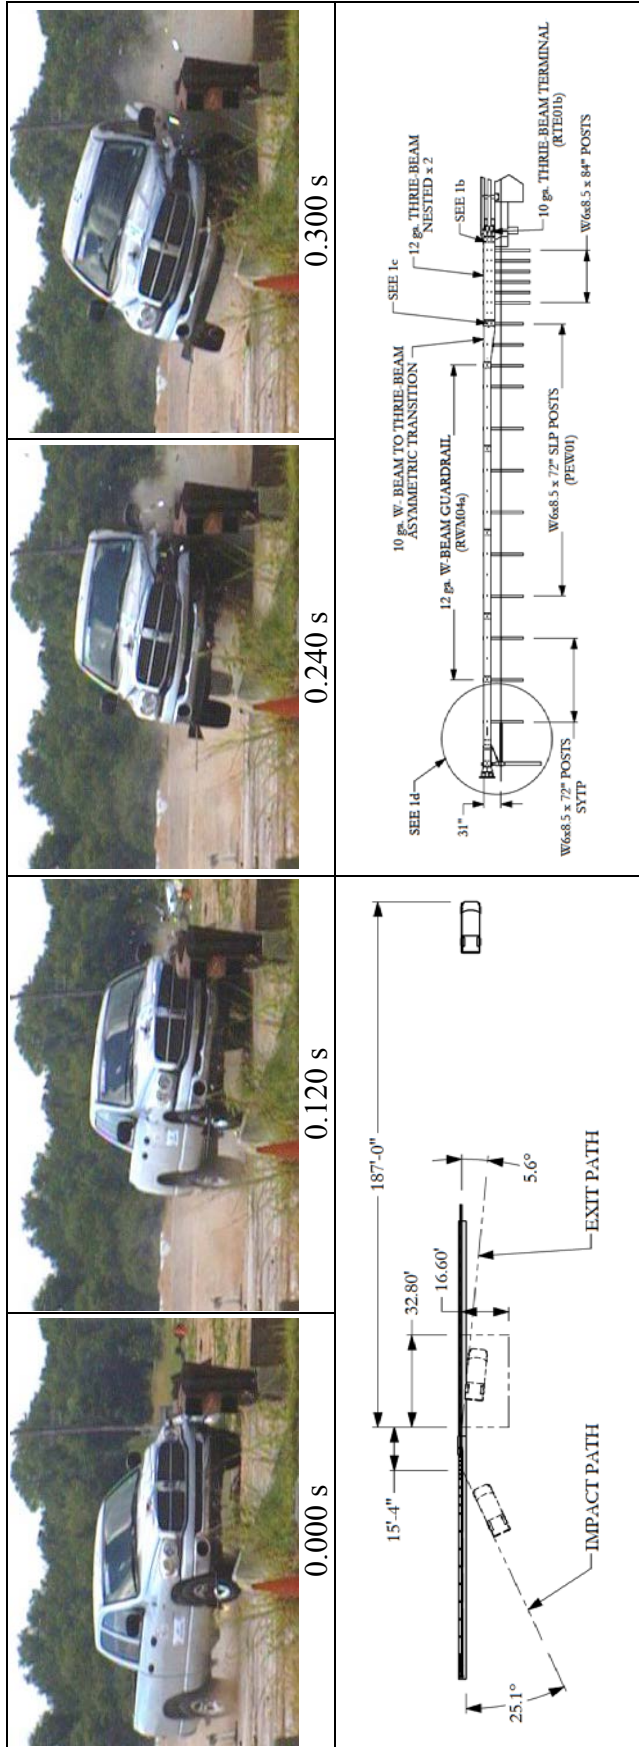 0.000 s
0.120 s
0.240 s
0.300 s
187'-0"
32.80'
16.60'
15'-4"
5.6°
25.1°
EXIT PATH
IMPACT PATH
SEE 1d
31"
W6x8.5 x 72" POSTS
SYTP
10 ga. W- BEAM TO THRIE-BEAM
ASYMMETRIC TRANSITION
12 ga. W-BEAM GUARDRAIL
(RWM04a)
W6x8.5 x 72" SLP POSTS
(PEW01)
SEE 1c
12 ga. THRIE-BEAM
NESTED x 2
SEE 1b
10 ga. THRIE-BEAM TERMINAL
(RTE01b)
W6x8.5 x 84" POSTS